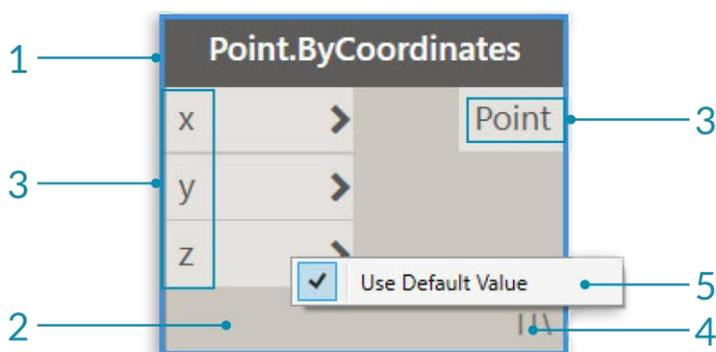 Point.ByCoordinates
1
x
Point
3
3
y
z
Use Default Value
5
2
4